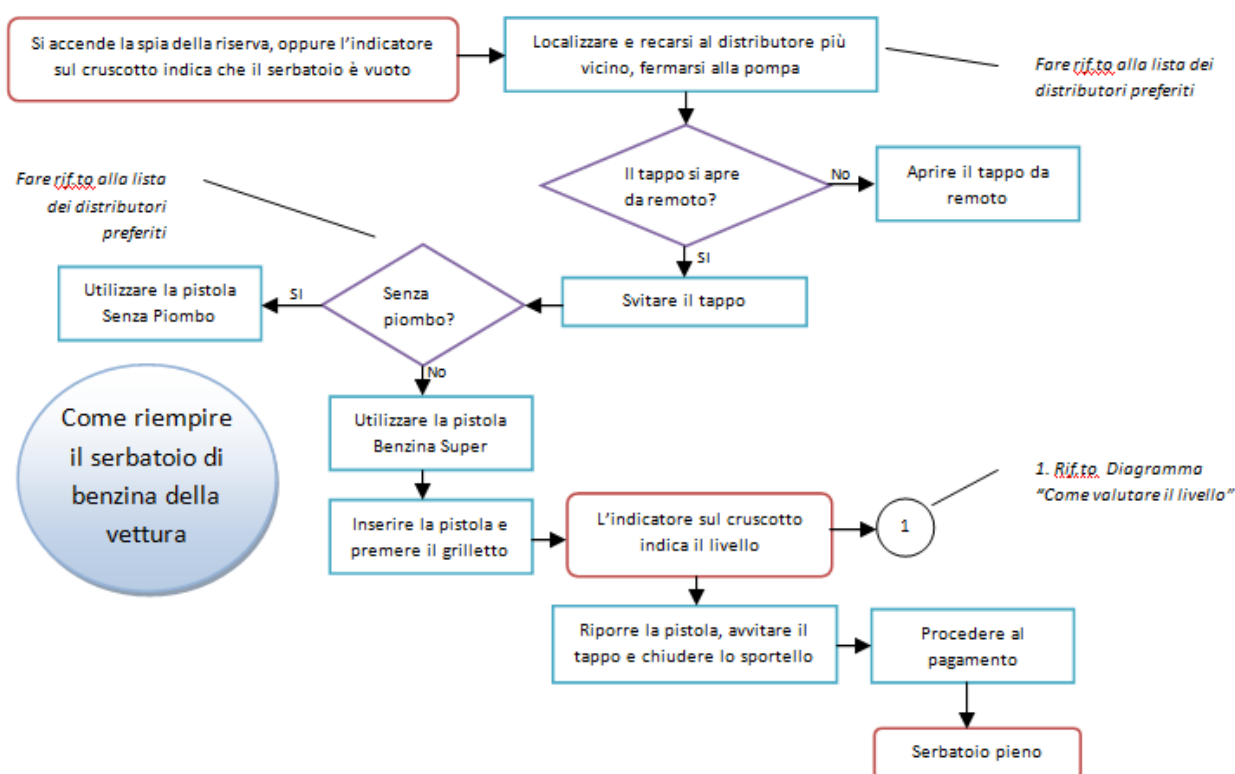 Si accende la spia della riserva, oppure l'indicatore
sul cruscotto indica che il serbatoio è vuoto
Localizzare e recarsi al distributore più
vicino, fermarsi alla pompa
Fare rif.to alla lista dei
distributori preferiti
Il tappo si apre
da remoto?
No
Aprire il tappo da
remoto
SI
Fare rif.to alla lista
dei distributori
preferiti
Svitare il tappo
Senza
piombo?
SI
Utilizzare la pistola
Senza Piombo
No
Come riempire
il serbatoio di
benzina della
vettura
Utilizzare la pistola
Benzina Super
Inserire la pistola e
premere il grilletto
L'indicatore sul cruscotto
indica il livello
1
1. Rif.to Diagramma
“Come valutare il livello”
Riporre la pistola, avvitare il
tappo e chiudere lo sportello
Procedere al
pagamento
Serbatoio pieno